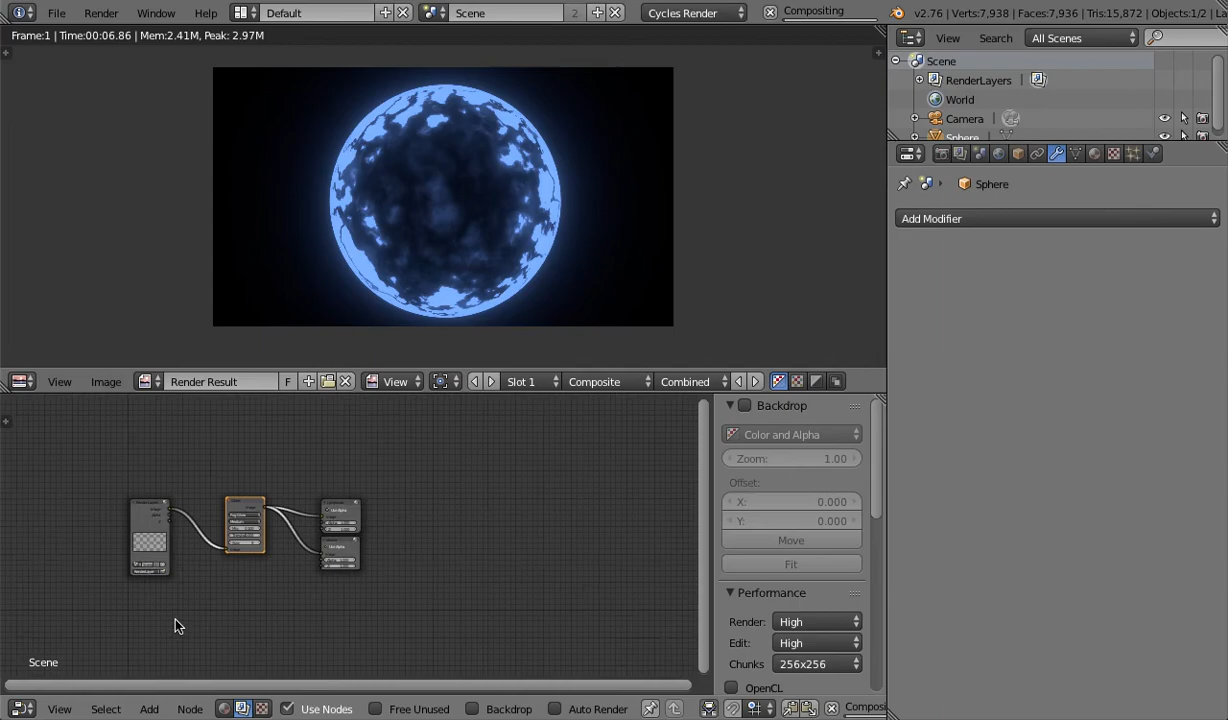 File Render Window Help Default Scene 2 Cycles Render Compositing v2.76 | Verts:7,938 | Faces:7,936 | Tris:15,872 | Objects:1/2 | La
Frame:1 | Time:00:06.86 | Mem:2.41M, Peak: 2.97M
View Search All Scenes
Scene
RenderLayers
World
Camera
Sphere
Sphere
Add Modifier
View Image Render Result F View Slot 1 Composite Combined
Backdrop
Color and Alpha
Zoom: 1.00
Offset:
X: 0.000
Y: 0.000
Move
Fit
Performance
Render: High
Edit: High
Chunks 256x256
OpenCL
Scene
View Select Add Node Use Nodes Free Unused Backdrop Auto Render Compos